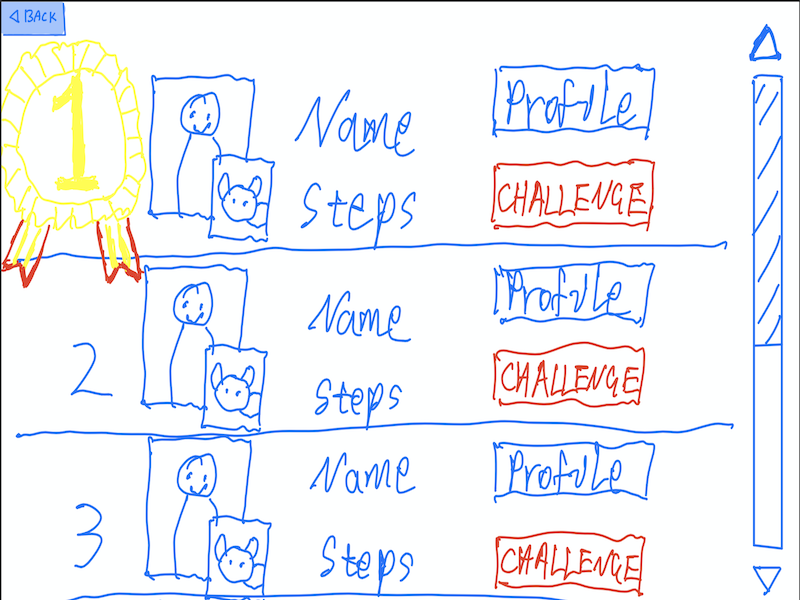 BACK
1
Name
Profile
Steps
CHALLENGE
2
Name
Profile
Steps
CHALLENGE
3
Name
Profile
Steps
CHALLENGE